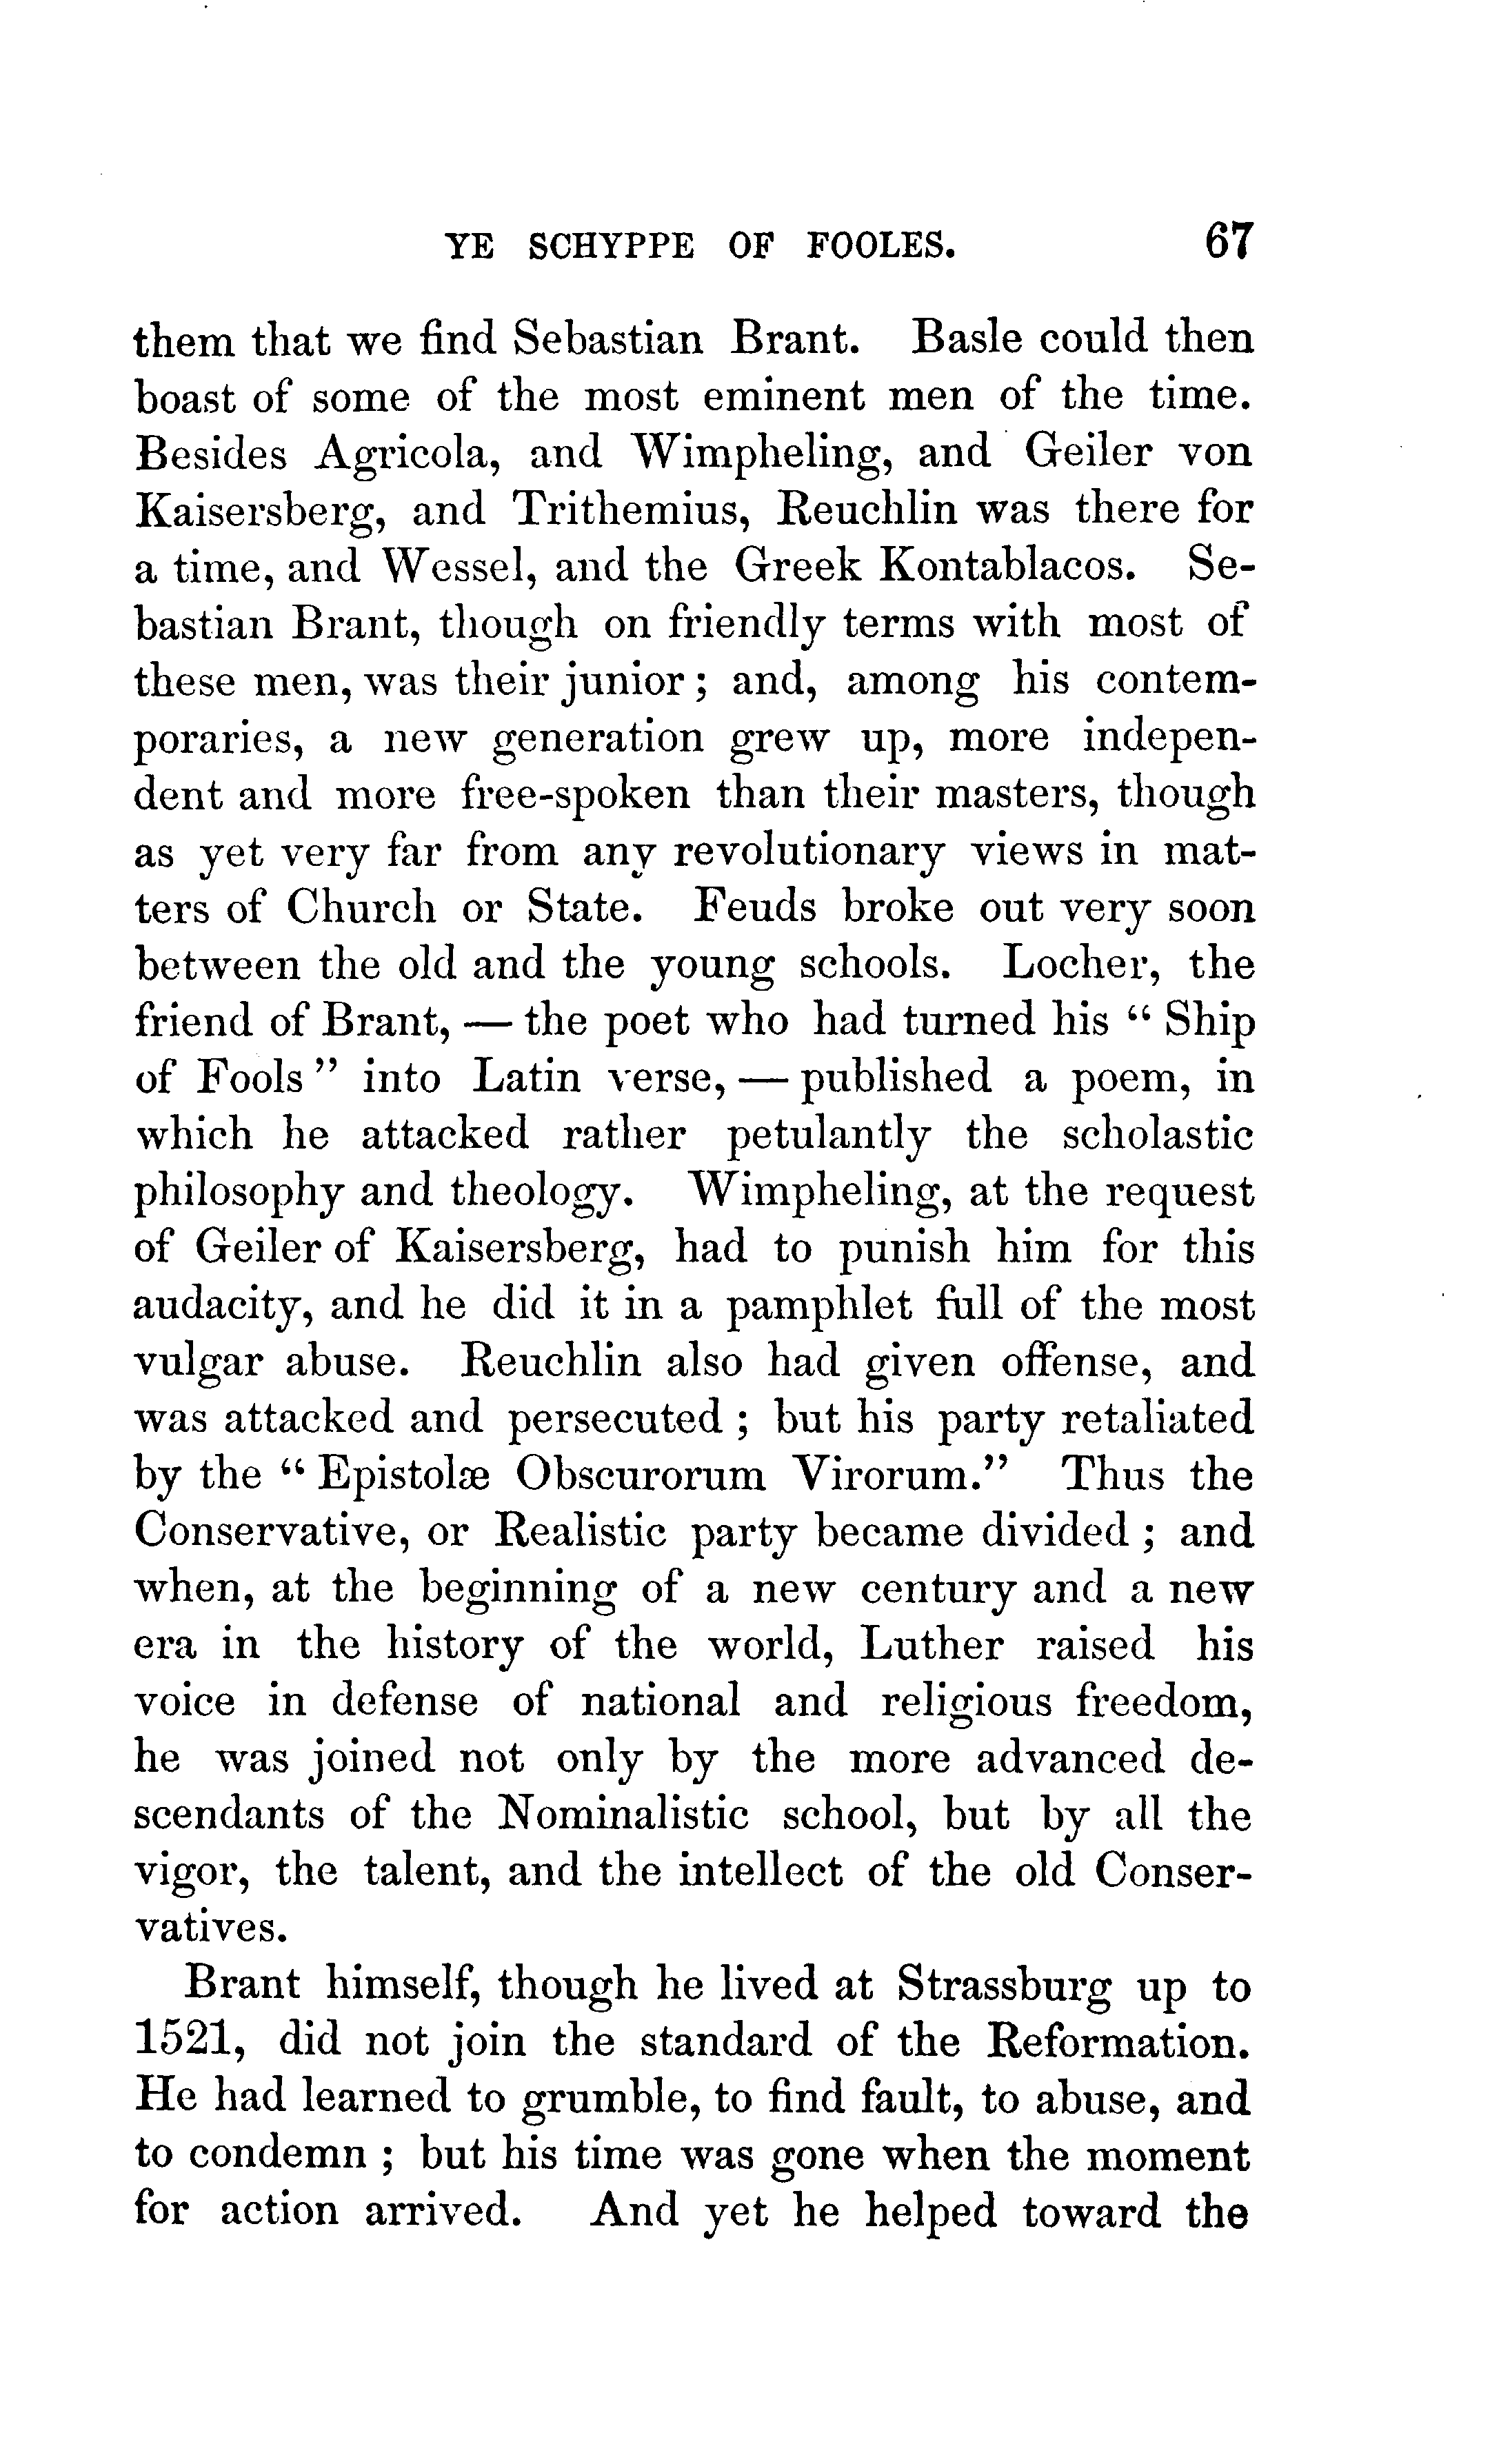 YE SCHYPPE OF FOOLES. 67
them that we find Sebastian Brant. Basle could then
boast of some of the most eminent men of the time.
Besides Agricola, and Wimpheling, and Geiler von
Kaisersberg, and Trithemius, Reuchlin was there for
a time, and Wessel, and the Greek Kontablacos. Se-
bastian Brant, though on friendly terms with most of
these men, was their junior ; and, among his contem-
poraries, a new generation grew up, more indepen-
dent and more free-spoken than their masters, though
as yet very far from any revolutionary views in mat-
ters of Church or State. Feuds broke out very soon
between the old and the young schools. Locher, the
friend of Brant, — the poet who had turned his “ Ship
of Fools ” into Latin verse, — published a poem, in
which he attacked rather petulantly the scholastic
philosophy and theology. Wimpheling, at the request
of Geiler of Kaisersberg, had to punish him for this
audacity, and he did it in a pamphlet full of the most
vulgar abuse. Reuchlin also had given offense, and
was attacked and persecuted ; but his party retaliated
by the “ Epistolæ Obscurorum Virorum.” Thus the
Conservative, or Realistic party became divided ; and
when, at the beginning of a new century and a new
era in the history of the world, Luther raised his
voice in defense of national and religious freedom,
he was joined not only by the more advanced de-
scendants of the Nominalistic school, but by all the
vigor, the talent, and the intellect of the old Conser-
vatives.
Brant himself, though he lived at Strassburg up to
1521, did not join the standard of the Reformation.
He had learned to grumble, to find fault, to abuse, and
to condemn ; but his time was gone when the moment
for action arrived. And yet he helped toward the